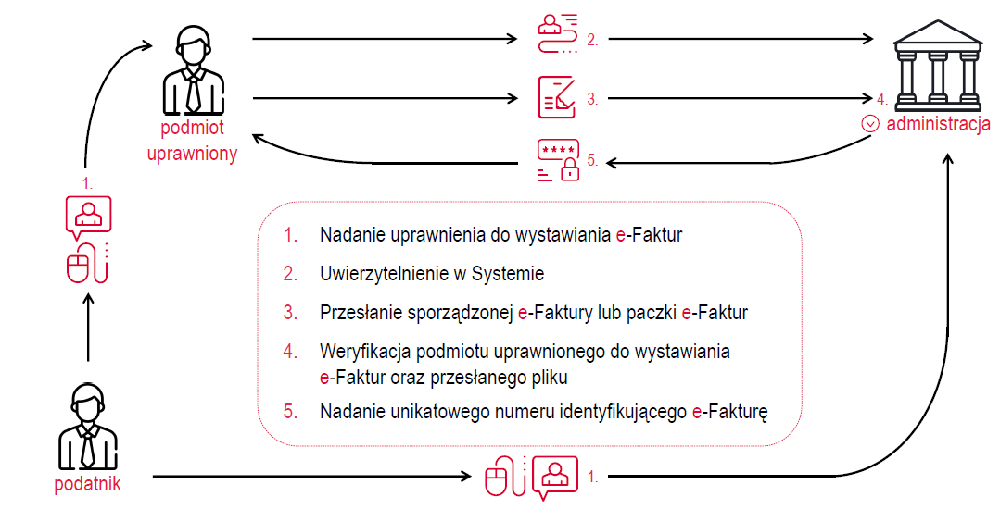 2.
3.
4.
podmiot
uprawniony
administracja
5.
1.
1. Nadanie uprawnienia do wystawiania e-Faktur
2. Uwierzytelnienie w Systemie
3. Przesłanie sporządzonej e-Faktury lub paczki e-Faktur
4. Weryfikacja podmiotu uprawnionego do wystawiania
e-Faktur oraz przesłanego pliku
5. Nadanie unikatowego numeru identyfikującego e-Fakturę
podatnik
1.